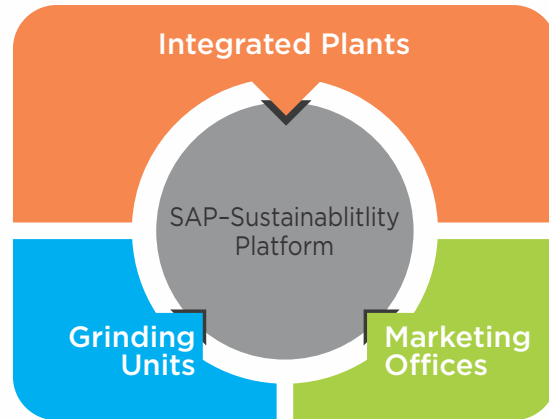 Integrated Plants
SAP–Sustainablitlity
Platform
Grinding
Units
Marketing
Offices